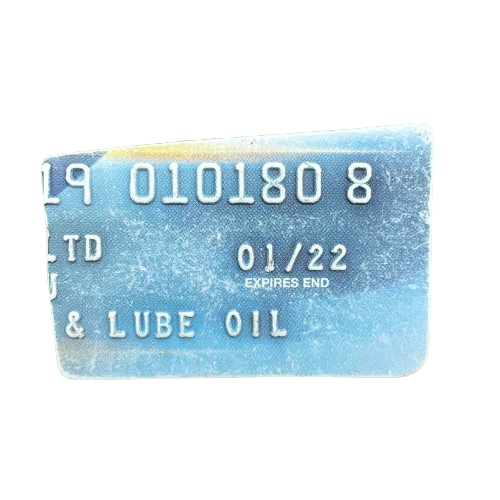 19 010180 8
LTD 01/22
EXPIRES END
& LUBE OIL